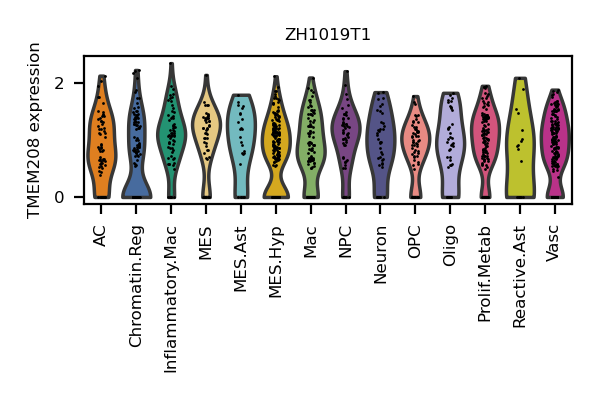 ZH1019T1
TMEM208 expression
2
0
AC
Chromatin.Reg
Inflammatory.Mac
MES
MES.Ast
MES.Hyp
Mac
NPC
Neuron
OPC
Oligo
Prolif.Metab
Reactive.Ast
Vasc